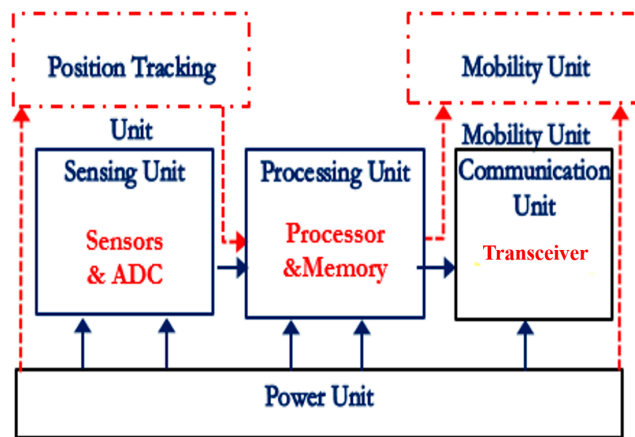 Position Tracking
Unit
Mobility Unit
Mobility Unit
Sensing Unit
Sensors
& ADC
Processing Unit
Processor
&Memory
Communication
Unit
Transceiver
Power Unit